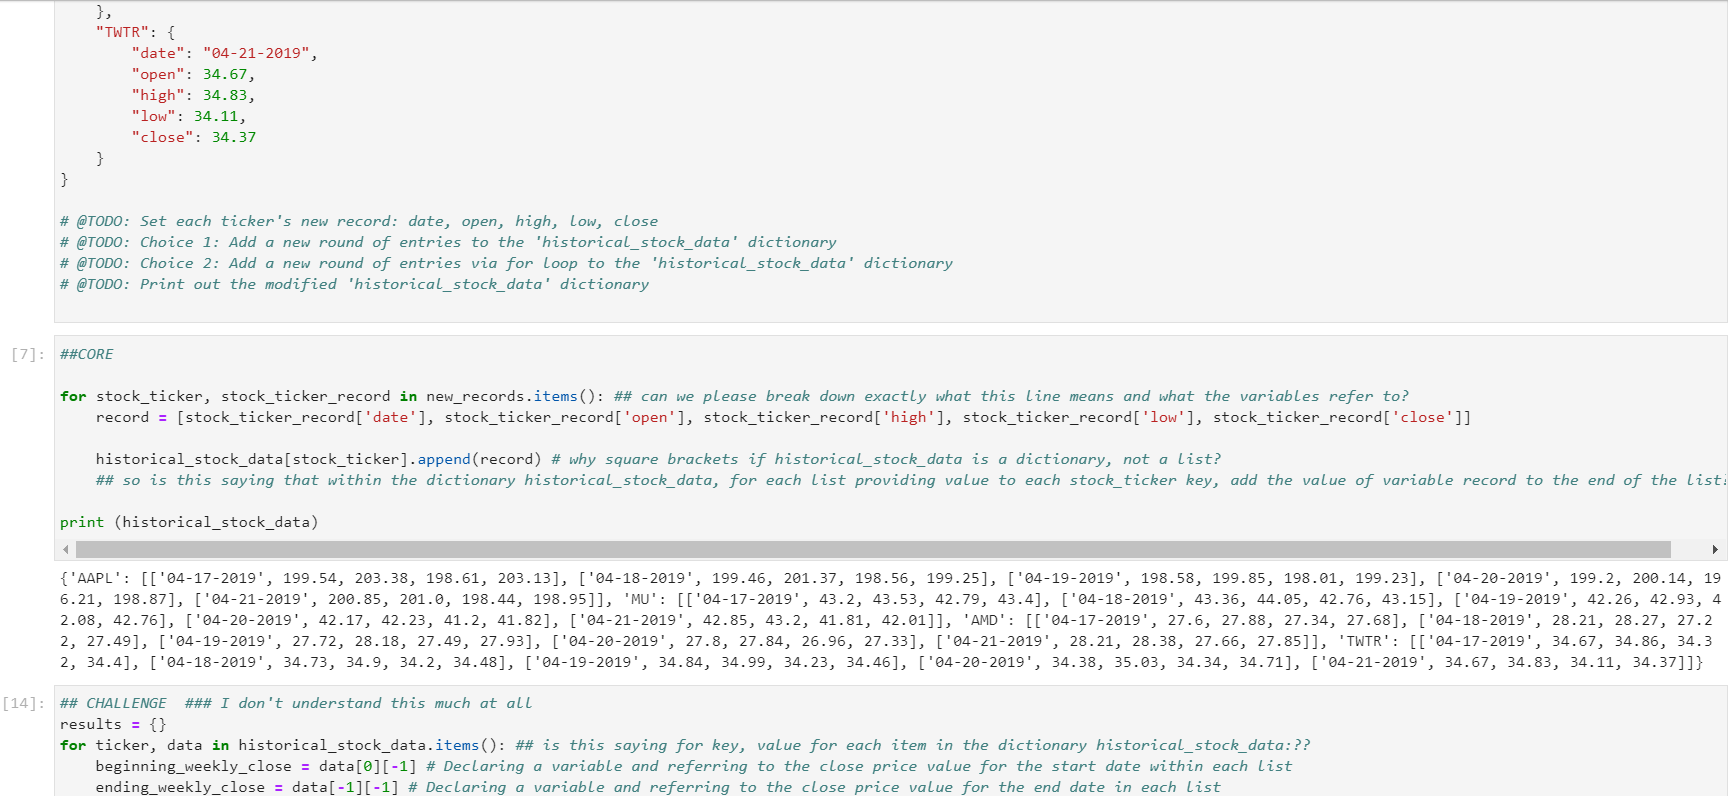 },
    "TWTR": {
        "date": "04-21-2019",
        "open": 34.67,
        "high": 34.83,
        "low": 34.11,
        "close": 34.37
    }
}
# @TODO: Set each ticker's new record: date, open, high, low, close
# @TODO: Choice 1: Add a new round of entries to the 'historical_stock_data' dictionary
# @TODO: Choice 2: Add a new round of entries via for loop to the 'historical_stock_data' dictionary
# @TODO: Print out the modified 'historical_stock_data' dictionary
[7]: ##CORE
for stock_ticker, stock_ticker_record in new_records.items(): ## can we please break down exactly what this line means and what the variables refer to?
    record = [stock_ticker_record['date'], stock_ticker_record['open'], stock_ticker_record['high'], stock_ticker_record['low'], stock_ticker_record['close']]
    historical_stock_data[stock_ticker].append(record) # why square brackets if historical_stock_data is a dictionary, not a list?
    ## so is this saying that within the dictionary historical_stock_data, for each list providing value to each stock_ticker key, add the value of variable record to the end of the list?
print (historical_stock_data)
{'AAPL': [['04-17-2019', 199.54, 203.38, 198.61, 203.13], ['04-18-2019', 199.46, 201.37, 198.56, 199.25], ['04-19-2019', 198.58, 199.85, 198.01, 199.23], ['04-20-2019', 199.2, 200.14, 19
6.21, 198.87], ['04-21-2019', 200.85, 201.0, 198.44, 198.95]], 'MU': [['04-17-2019', 43.2, 43.53, 42.79, 43.4], ['04-18-2019', 43.36, 44.05, 42.76, 43.15], ['04-19-2019', 42.26, 42.93, 4
2.08, 42.76], ['04-20-2019', 42.17, 42.23, 41.2, 41.82], ['04-21-2019', 42.85, 43.2, 41.81, 42.01]], 'AMD': [['04-17-2019', 27.6, 27.88, 27.34, 27.68], ['04-18-2019', 28.21, 28.27, 27.2
2, 27.49], ['04-19-2019', 27.72, 28.18, 27.49, 27.93], ['04-20-2019', 27.8, 27.84, 26.96, 27.33], ['04-21-2019', 28.21, 28.38, 27.66, 27.85]], 'TWTR': [['04-17-2019', 34.67, 34.86, 34.3
2, 34.4], ['04-18-2019', 34.73, 34.9, 34.2, 34.48], ['04-19-2019', 34.84, 34.99, 34.23, 34.46], ['04-20-2019', 34.38, 35.03, 34.34, 34.71], ['04-21-2019', 34.67, 34.83, 34.11, 34.37]]}
[14]: ## CHALLENGE  ### I don't understand this much at all
results = {}
for ticker, data in historical_stock_data.items(): ## is this saying for key, value for each item in the dictionary historical_stock_data:??
    beginning_weekly_close = data[0][-1] # Declaring a variable and referring to the close price value for the start date within each list
    ending_weekly_close = data[-1][-1] # Declaring a variable and referring to the close price value for the end date in each list